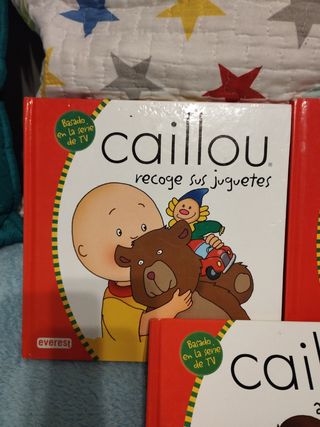 Basado
en la serie
de TV
caillou
recoge sus juguetes
everest
Basado
en la serie
de TV
cail